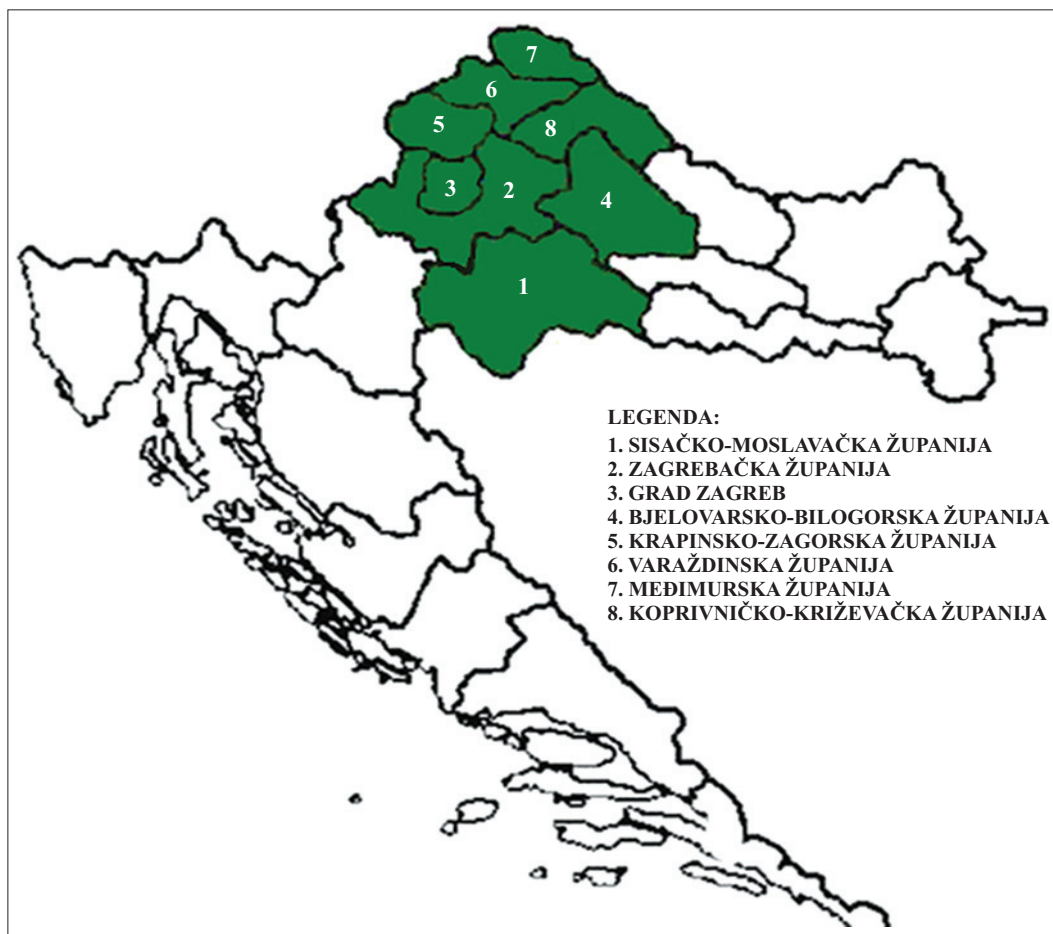 7
6
5
8
3
2
4
1
LEGENDA:
1. SISAČKO-MOSLAVAČKA ŽUPANIJA
2. ZAGREBAČKA ŽUPANIJA
3. GRAD ZAGREB
4. BJELOVARSKO-BILOGORSKA ŽUPANIJA
5. KRAPINSKO-ZAGORSKA ŽUPANIJA
6. VARAŽDINSKA ŽUPANIJA
7. MEĐIMURSKA ŽUPANIJA
8. KOPRIVNIČKO-KRIŽEVAČKA ŽUPANIJA